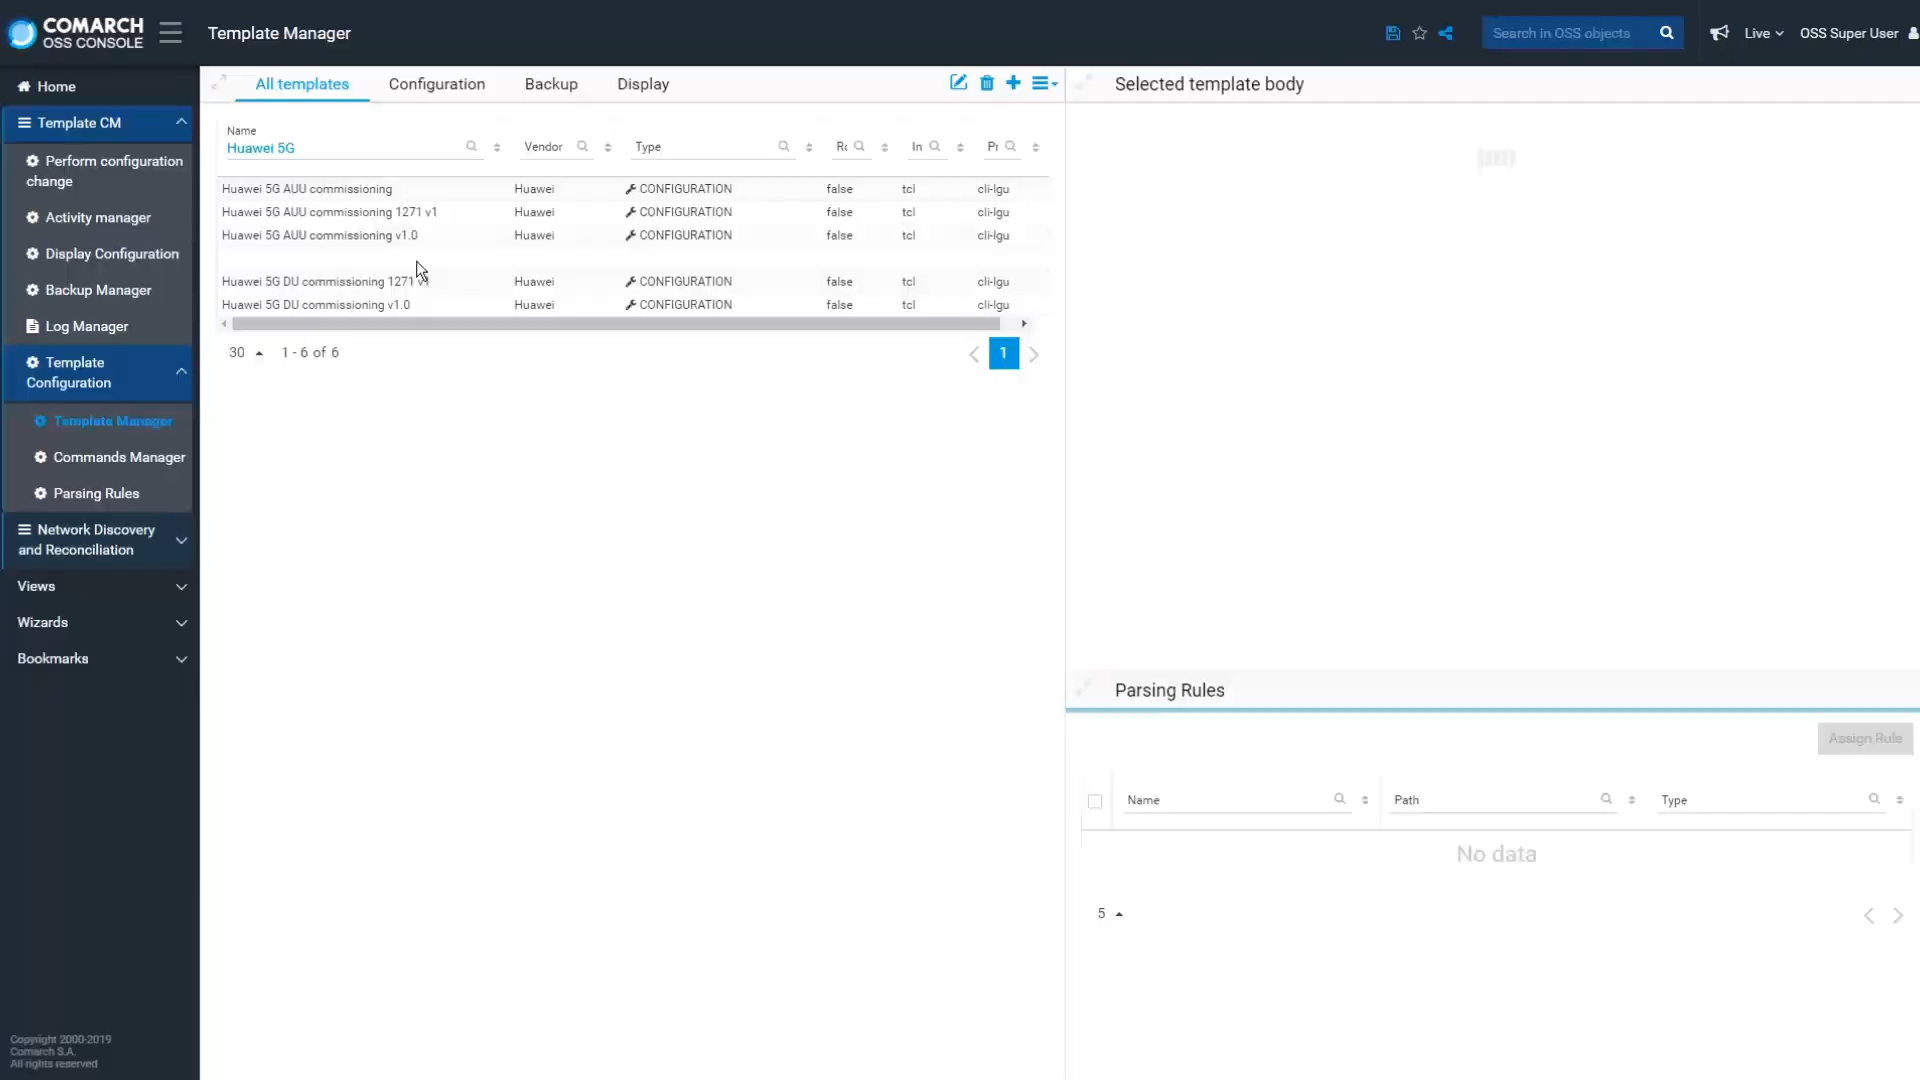 COMARCH
OSS CONSOLE
Template Manager
Search in OSS objects
Live
OSS Super User
Home
Template CM
Perform configuration
change
Activity manager
Display Configuration
Backup Manager
Log Manager
Template
Configuration
Template Manager
Commands Manager
Parsing Rules
Network Discovery
and Reconciliation
Views
Wizards
Bookmarks
Copyright 2000-2019
Comarch S.A.
All rights reserved
All templates Configuration Backup Display
Name
Huawei 5G
Vendor Type Rc In Pr
Huawei 5G AUU commissioning Huawei CONFIGURATION false tcl cli-lgu
Huawei 5G AUU commissioning 1271 v1 Huawei CONFIGURATION false tcl cli-lgu
Huawei 5G AUU commissioning v1.0 Huawei CONFIGURATION false tcl cli-lgu
Huawei 5G DU commissioning 1271 v1 Huawei CONFIGURATION false tcl cli-lgu
Huawei 5G DU commissioning v1.0 Huawei CONFIGURATION false tcl cli-lgu
30 1 - 6 of 6 1
Selected template body
Parsing Rules
Assign Rule
Name Path Type
No data
5